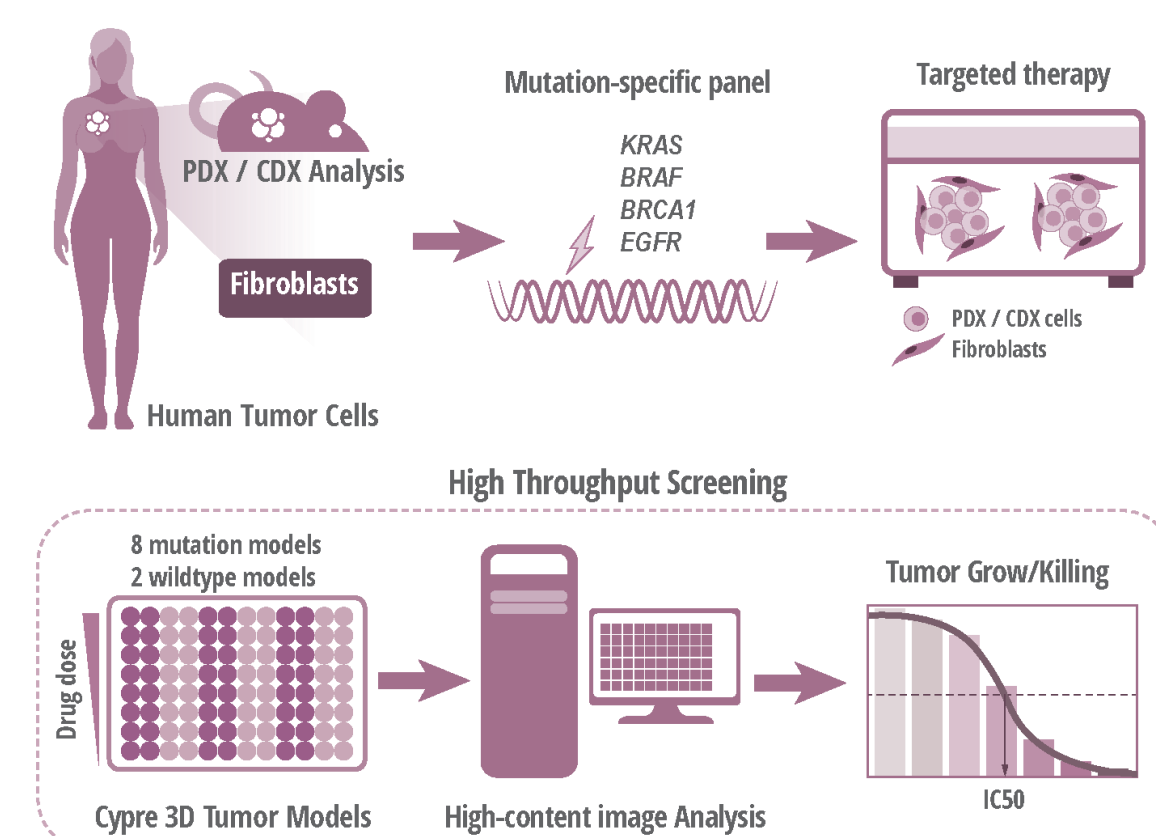 Mutation-specific panel
Targeted therapy
KRAS
BRAF
BRCA1
EGFR
PDX / CDX Analysis
Fibroblasts
PDX / CDX cells
Fibroblasts
Human Tumor Cells
High Throughput Screening
8 mutation models
2 wildtype models
Tumor Grow/Killing
Drug dose
IC50
Cypre 3D Tumor Models
High-content image Analysis